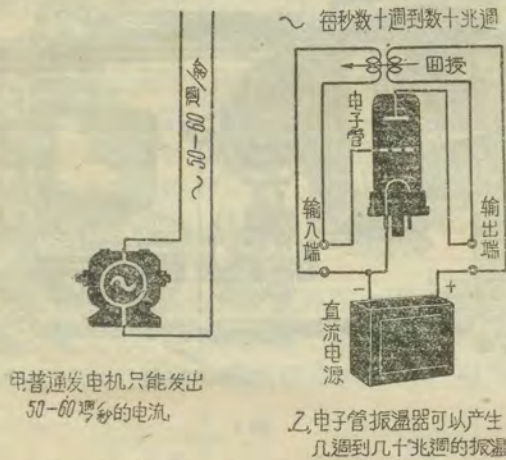 ～50-60週/秒
甲.普通发电机只能发出
50-60週/秒的电流
～ 每秒数十週到数十兆週
回授
电子管
输入端
输出端
- +
直流电源
乙,电子管振盪器可以产生
几週到几十兆週的振盪